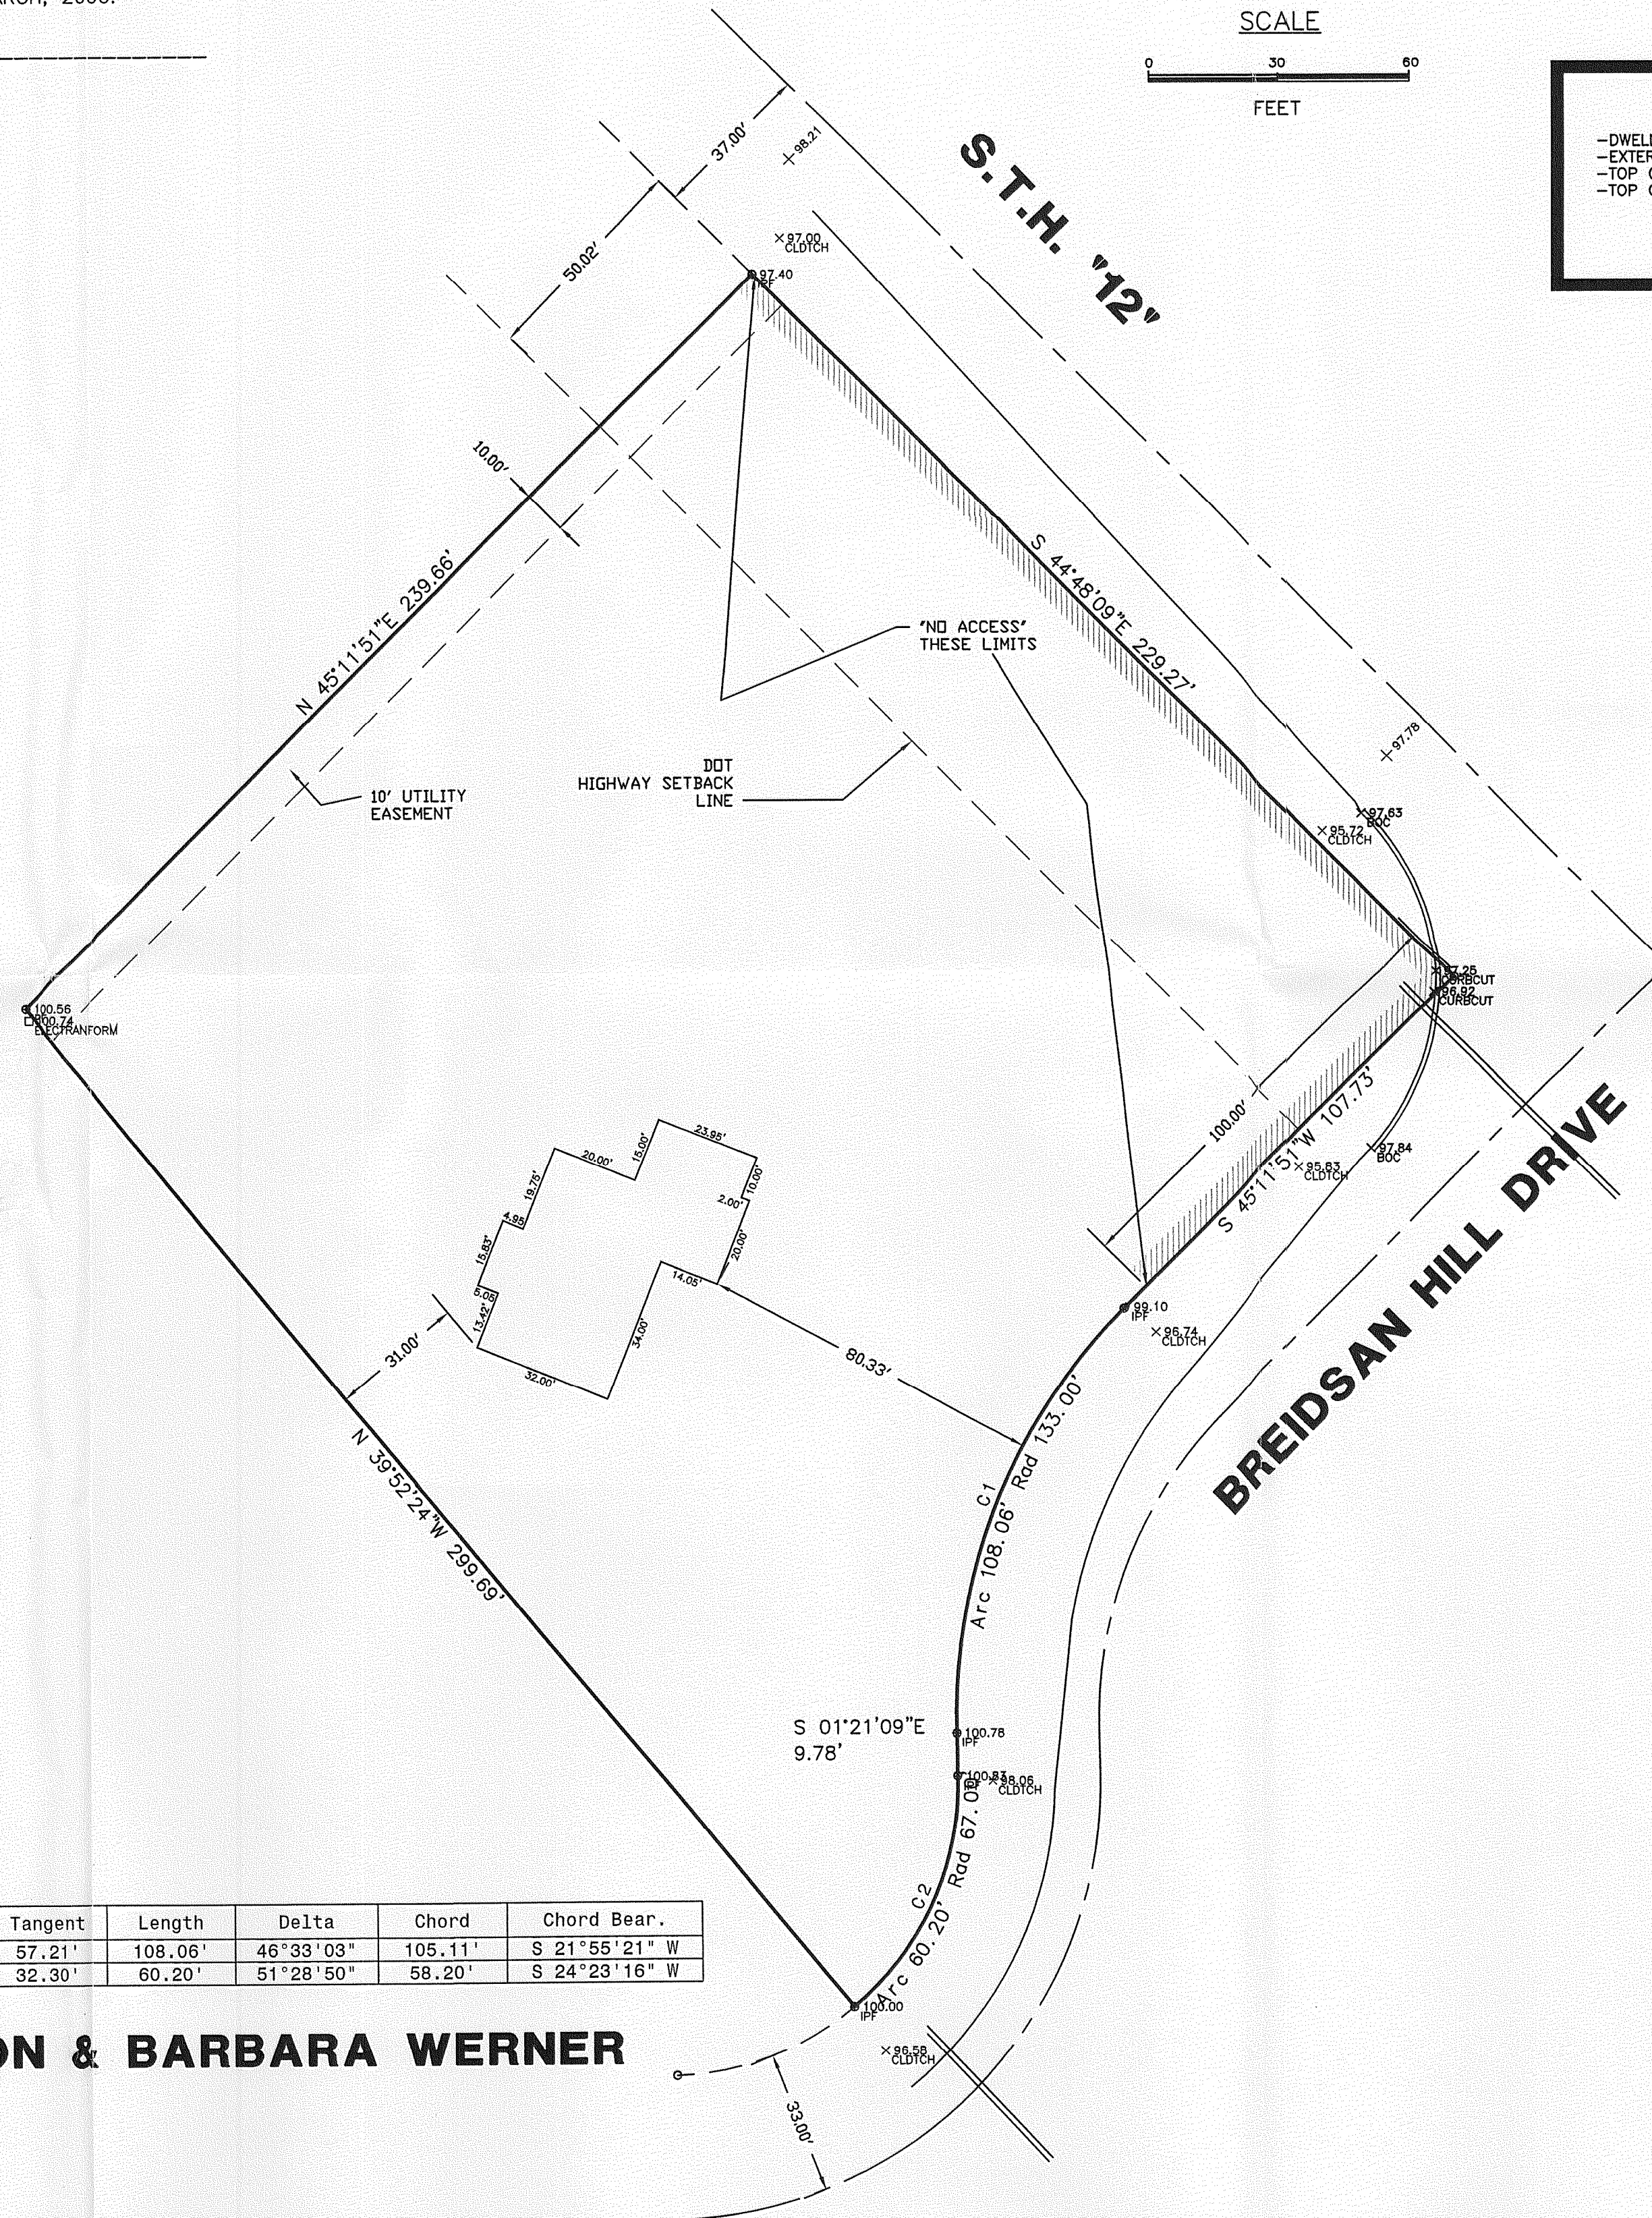 SCALE
0 30 60
FEET
37.00'
98.21
S.T.H. "12"
50.02'
97.00
CLDTCH
97.40
IPF
10.00'
N 45°11'51"E 239.66'
S 44°48'09"E 229.27'
'NO ACCESS'
THESE LIMITS
97.78
DOT
HIGHWAY SETBACK
LINE
10' UTILITY
EASEMENT
97.63
BOC
95.72
CLDTCH
97.25
CURBCUT
96.92
CURBCUT
100.56
100.74
ELECTRANFORM
100.00'
S 45°11'51"W 107.73'
97.84
BOC
95.83
CLDTCH
BREIDSAN HILL DRIVE
23.95'
15.00'
20.00'
10.00'
2.00'
19.75'
4.95
20.00'
15.83'
14.05'
5.05
13.42'
34.00'
32.00'
31.00'
80.33'
99.10
IPF
96.74
CLDTCH
N 39°52'24"W 299.69'
C1
Arc 108.06' Rad 133.00'
S 01°21'09"E
9.78'
100.78
IPF
98.06
CLDTCH
C2
Arc 60.20' Rad 67.00'
Tangent Length Delta Chord Chord Bear.
57.21' 108.06' 46°33'03" 105.11' S 21°55'21" W
32.30' 60.20' 51°28'50" 58.20' S 24°23'16" W
100.00
IPF
ON & BARBARA WERNER
96.58
CLDTCH
33.00'
-DWELL
-EXTER
-TOP
-TOP